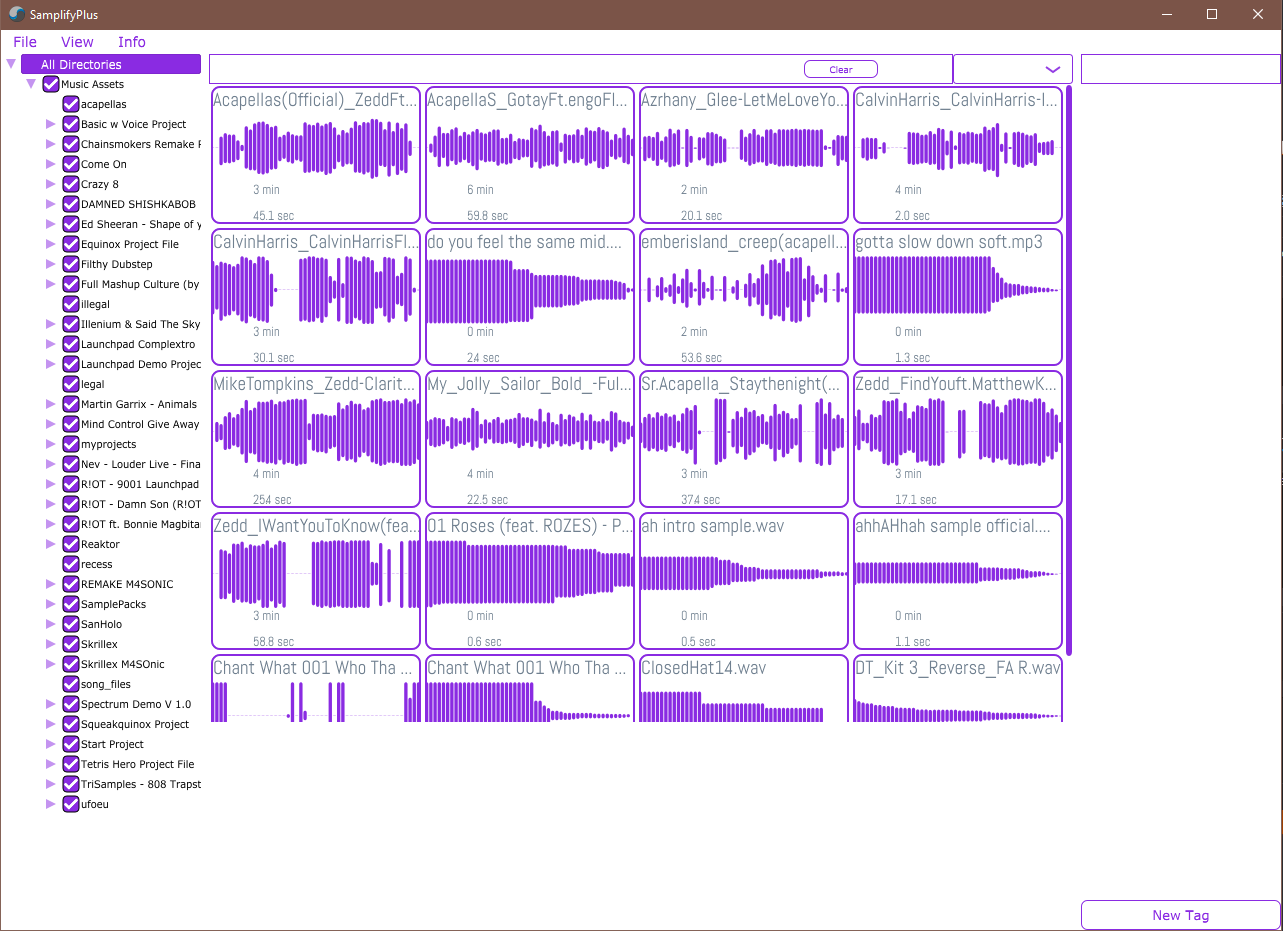 SamplifyPlus
File View Info
All Directories
Music Assets
acapellas
Basic w Voice Project
Chainsmokers Remake F
Come On
Crazy 8
DAMNED SHISHKABOB
Ed Sheeran - Shape of y
Equinox Project File
Filthy Dubstep
Full Mashup Culture (by
illegal
Illenium & Said The Sky
Launchpad Complextro
Launchpad Demo Projec
legal
Martin Garrix - Animals
Mind Control Give Away
myprojects
Nev - Louder Live - Fina
R!OT - 9001 Launchpad
R!OT - Damn Son (R!OT
R!OT ft. Bonnie Magbitar
Reaktor
recess
REMAKE M4SONIC
SamplePacks
SanHolo
Skrillex
Skrillex M4SOnic
song_files
Spectrum Demo V 1.0
Squeakquinox Project
Start Project
Tetris Hero Project File
TriSamples - 808 Trapst
ufoeu
Clear
Acapellas(Official)_ZeddFt...
3 min
45.1 sec
AcapellaS_GotayFt.engoFl...
6 min
59.8 sec
Azrhany_Glee-LetMeLoveYo...
2 min
20.1 sec
CalvinHarris_CalvinHarris-I...
4 min
2.0 sec
CalvinHarris_CalvinHarrisFl...
3 min
30.1 sec
do you feel the same mid....
0 min
24 sec
emberisland_creep(acapell...
2 min
53.6 sec
gotta slow down soft.mp3
0 min
1.3 sec
MikeTompkins_Zedd-Clarit...
4 min
254 sec
My_Jolly_Sailor_Bold_-Ful...
4 min
22.5 sec
Sr.Acapella_Staythenight(...
3 min
374 sec
Zedd_FindYouft.MatthewK...
3 min
17.1 sec
Zedd_IWantYouToKnow(fea...
3 min
58.8 sec
01 Roses (feat. ROZES) - P...
0 min
0.6 sec
ah intro sample.wav
0 min
0.5 sec
ahhAHhah sample official....
0 min
1.1 sec
Chant What 001 Who Tha ...
Chant What 001 Who Tha ...
ClosedHat14.wav
DT_Kit 3_Reverse_FA R.wav
New Tag